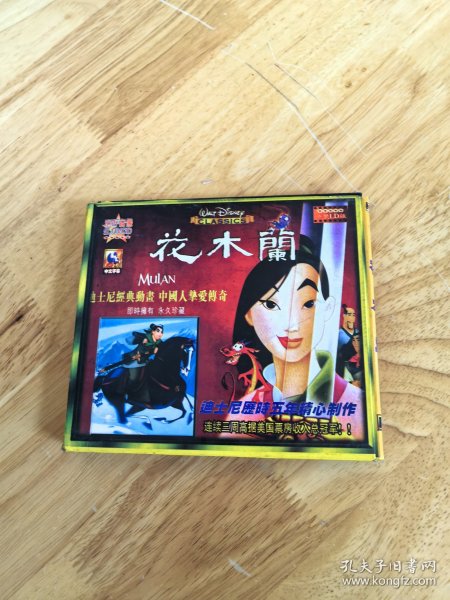 Walt Disney
CLASSICS
花木蘭
中文字幕
MULAN
迪士尼經典動畫 中國人摯愛傳奇
即時擁有 永久珍藏
迪士尼歷時五年精心制作
连续三周高据美国票房收入总冠军！！
孔夫子旧书网
www.kongfz.com